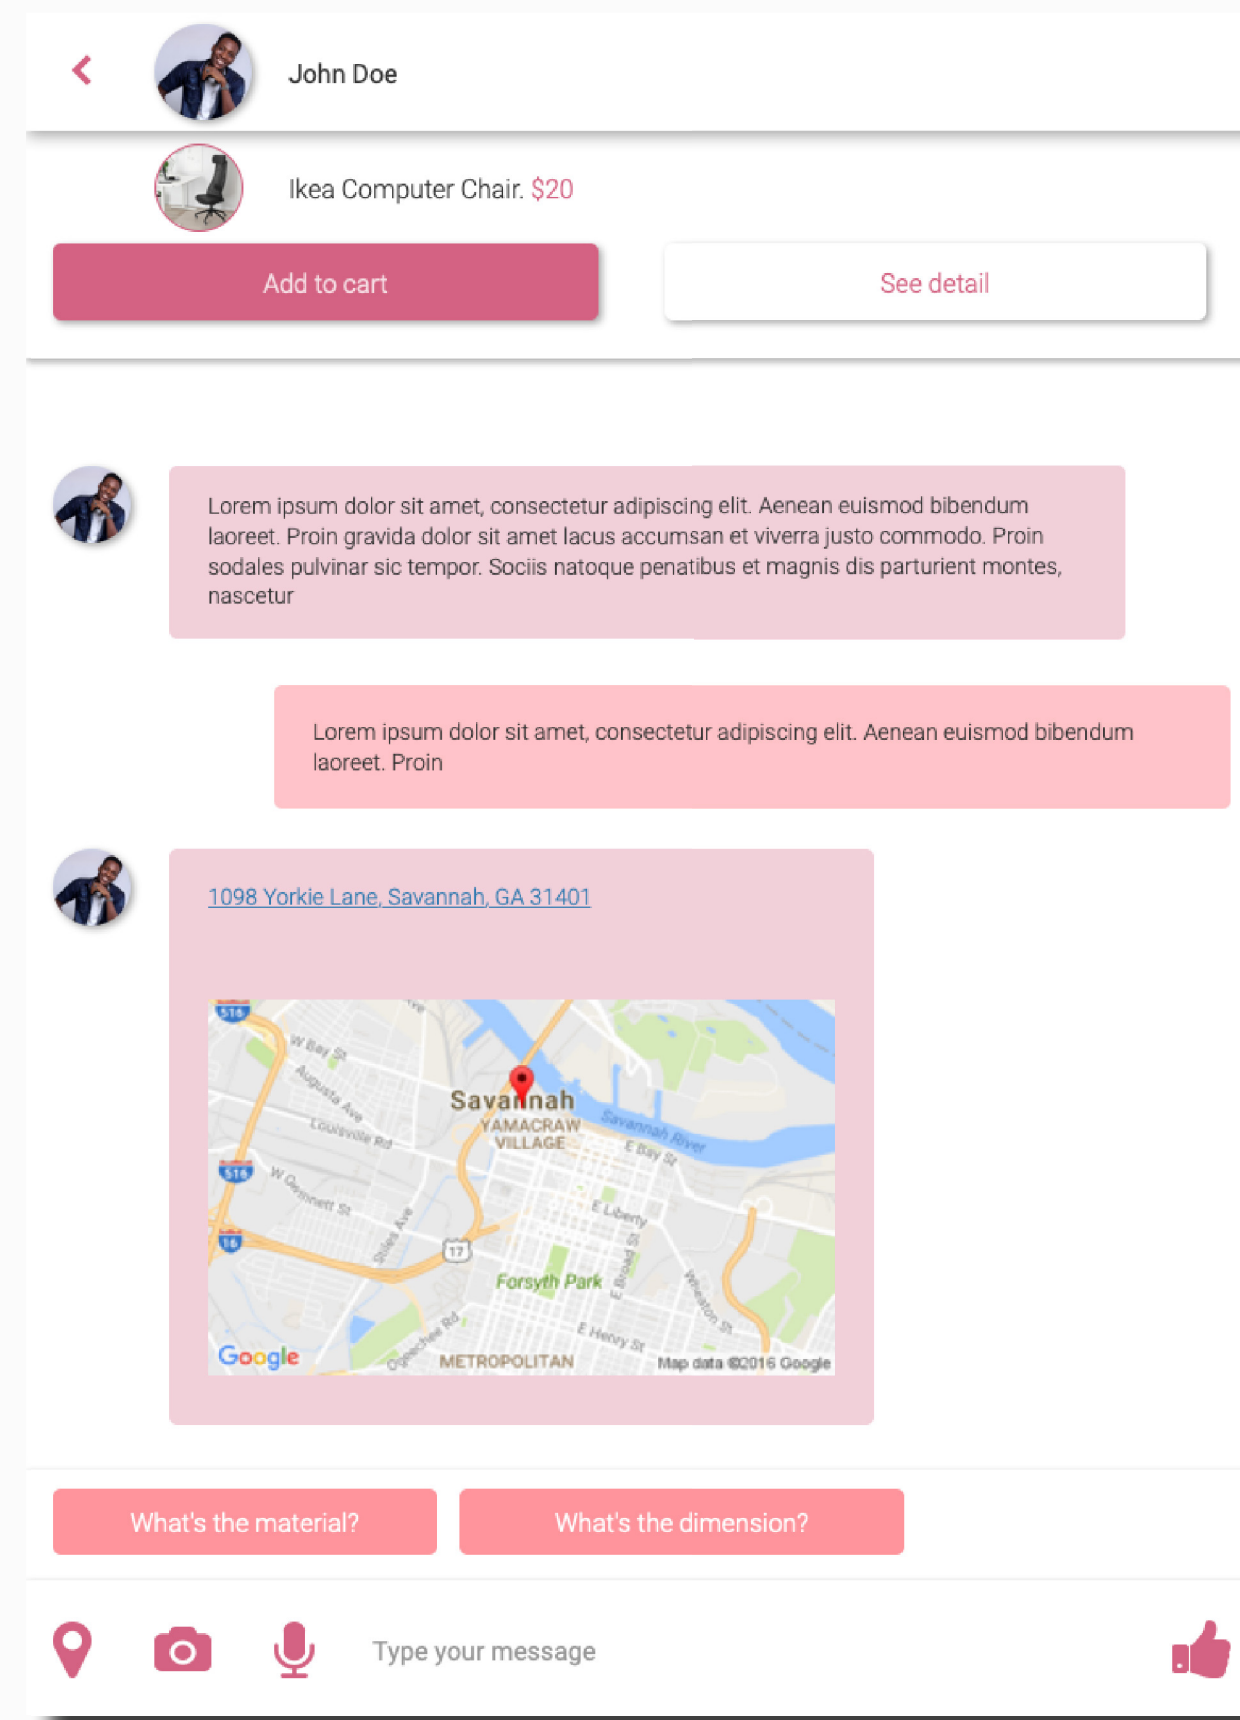 John Doe
Ikea Computer Chair. $20
Add to cart
See detail
Lorem ipsum dolor sit amet, consectetur adipiscing elit. Aenean euismod bibendum
laoreet. Proin gravida dolor sit amet lacus accumsan et viverra justo commodo. Proin
sodales pulvinar sic tempor. Sociis natoque penatibus et magnis dis parturient montes,
nascetur
Lorem ipsum dolor sit amet, consectetur adipiscing elit. Aenean euismod bibendum
laoreet. Proin
1098 Yorkie Lane, Savannah, GA 31401
516
Ave
W Bay St
Augusta Ave
Louisville Rd
Savannah
YAMACRAW
VILLAGE
Savannah River
E Bay St
516
W Gwinnett St
E Liberty
16
Stiles Ave
17
E Broad St
Forsyth Park
Wheaton St
Ogeechee Rd
E Henry St
Google
METROPOLITAN
Map data ©2016 Google
What's the material?
What's the dimension?
Type your message